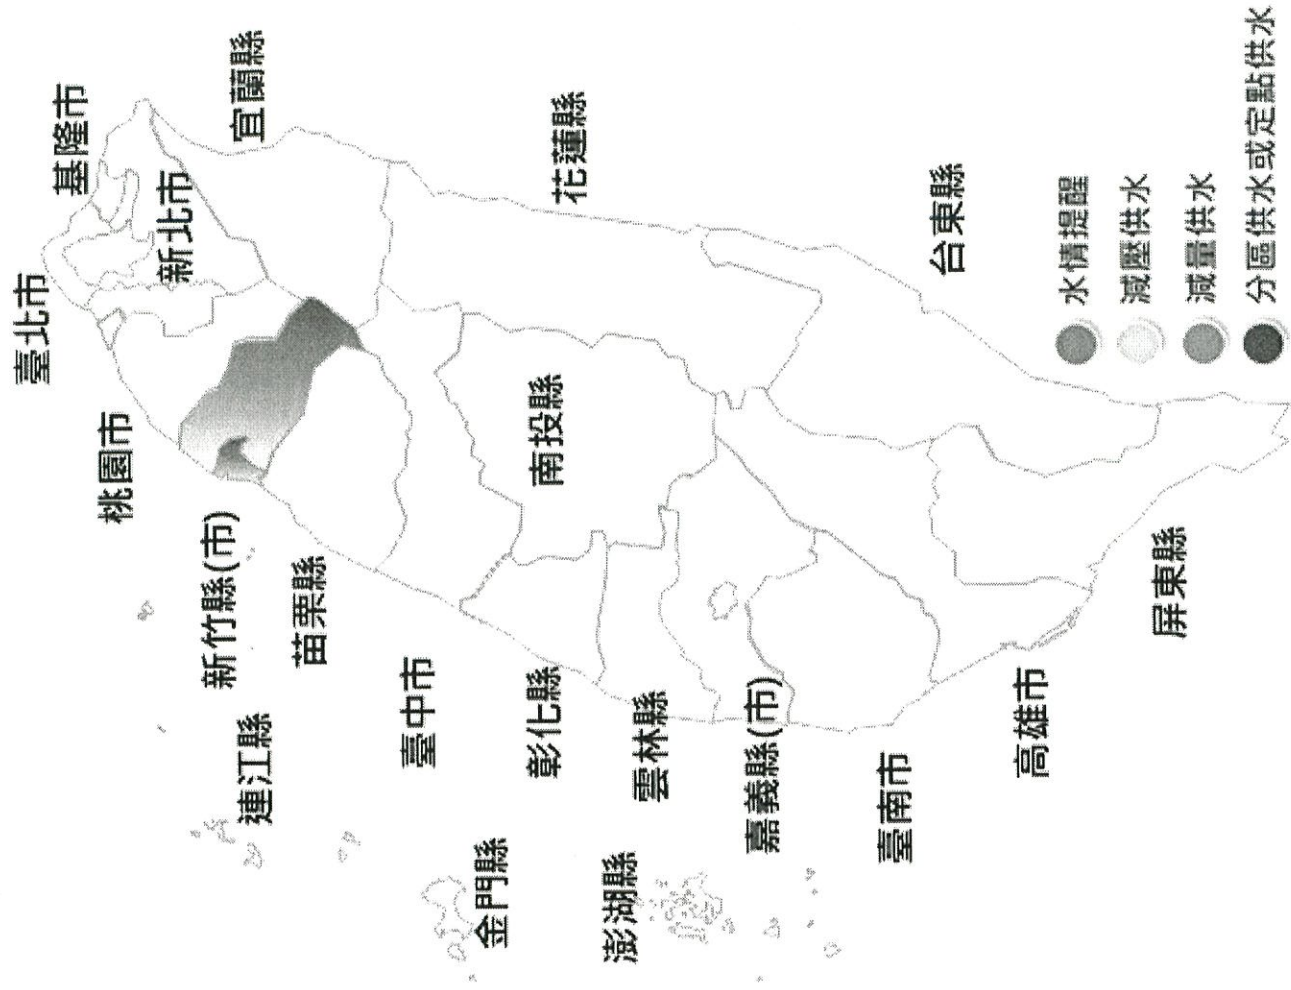 臺北市
基隆市
新北市
宜蘭縣
桃園市
新竹縣(市)
苗栗縣
連江縣
臺中市
花蓮縣
南投縣
彰化縣
金門縣
雲林縣
澎湖縣
嘉義縣(市)
臺南市
台東縣
高雄市
屏東縣
水情提醒
減壓供水
減量供水
分區供水或定點供水